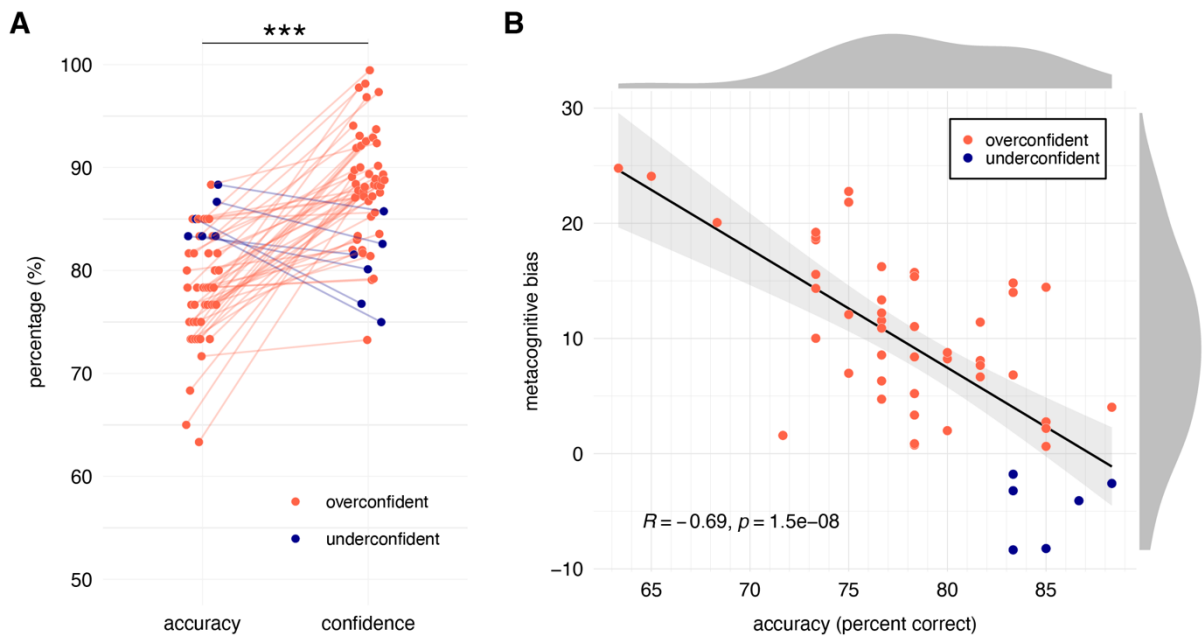 A
***
100
90
80
70
60
50
percentage (%)
overconfident
underconfident
accuracy
confidence
B
30
20
10
0
−10
metacognitive bias
overconfident
underconfident
R = −0.69, p = 1.5e−08
65
70
75
80
85
accuracy (percent correct)